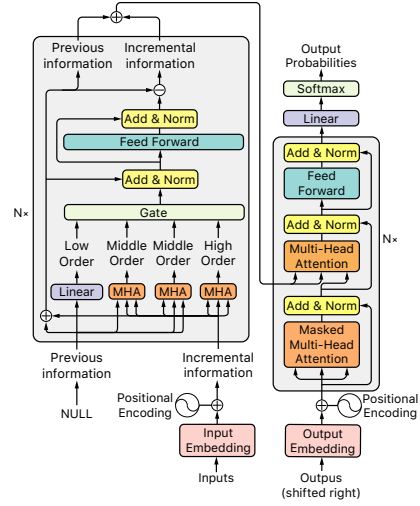 Previous
information
Incremental
information
Add & Norm
Feed Forward
Add & Norm
N×
Gate
Low
Order
Middle
Order
Middle
Order
High
Order
Linear
MHA
MHA
MHA
Previous
information
Incremental
information
NULL
Positional
Encoding
Input
Embedding
Inputs
Output
Probabilities
Softmax
Linear
Add & Norm
Feed
Forward
Add & Norm
N×
Multi-Head
Attention
Add & Norm
Masked
Multi-Head
Attention
Positional
Encoding
Output
Embedding
Outpus
(shifted right)